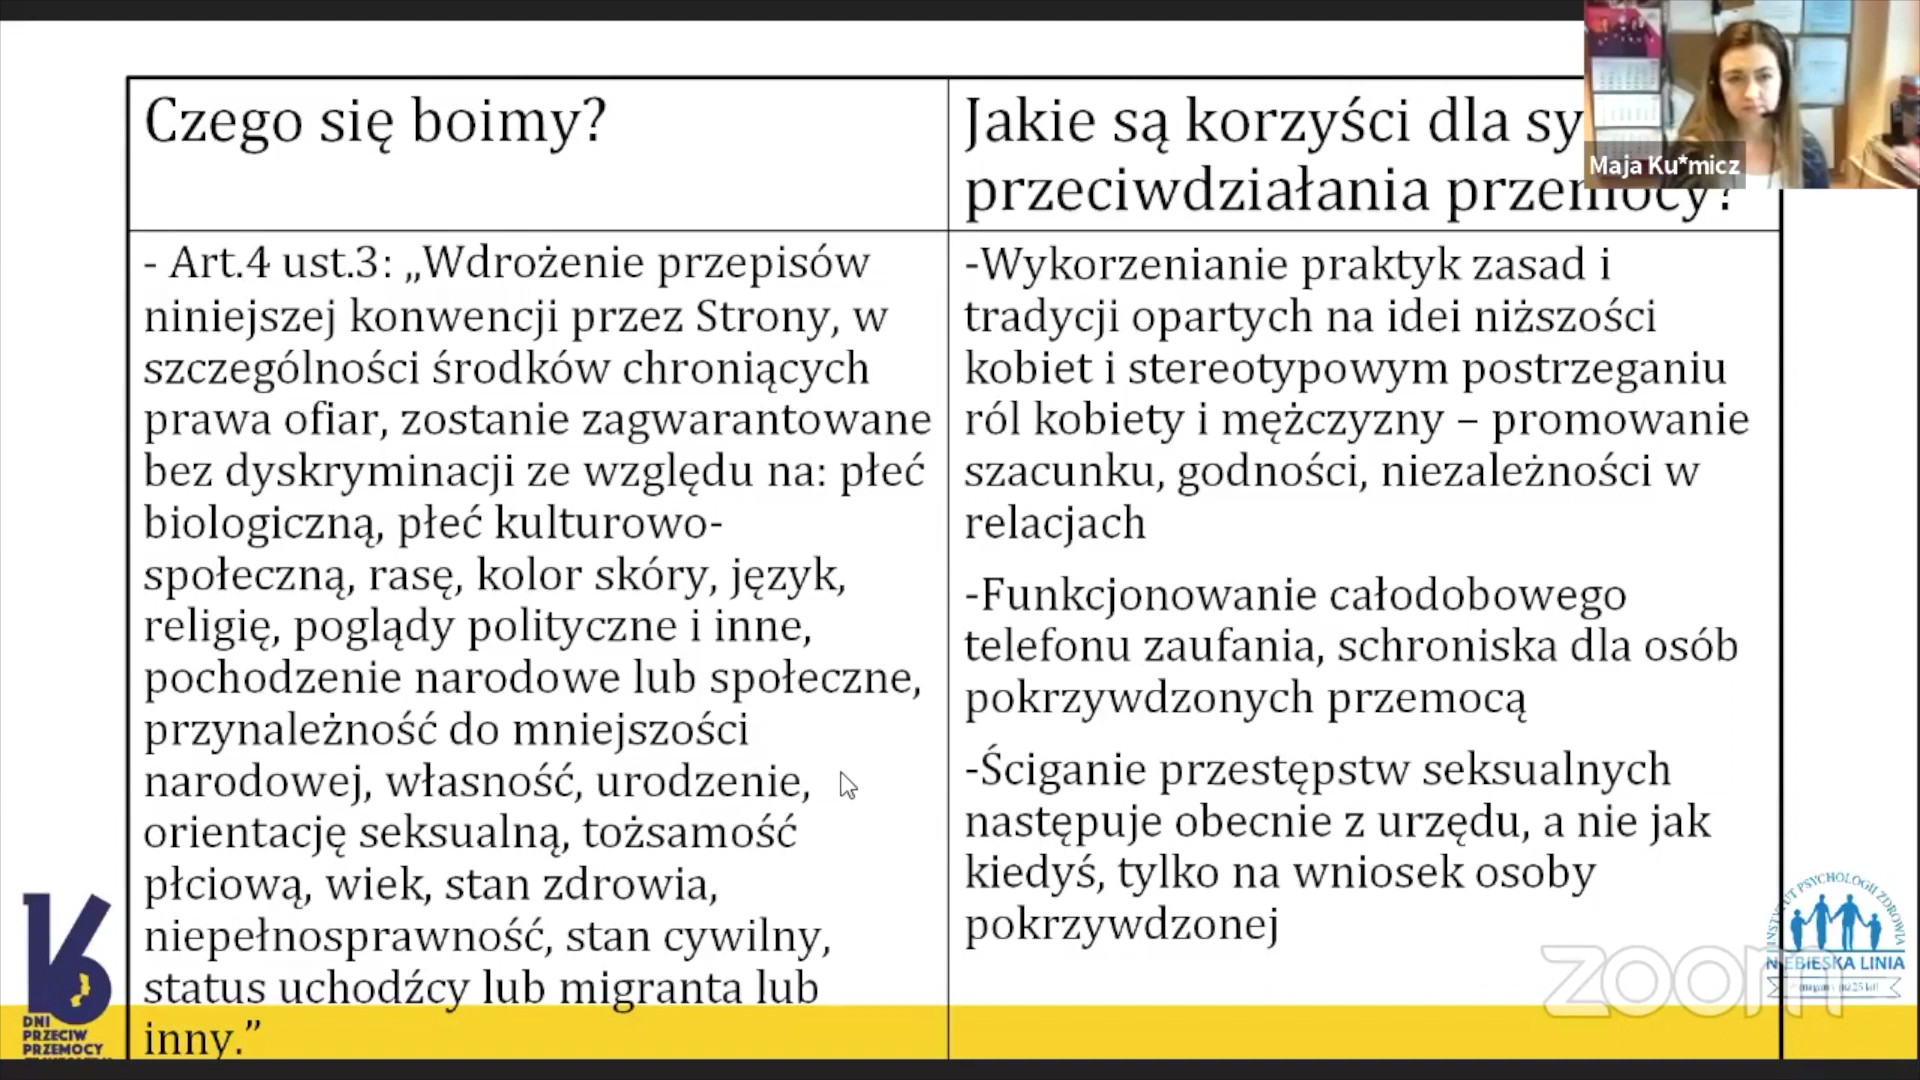 Czego się boimy?
Jakie są korzyści dla sy
przeciwdziałania przemocy?
Maja Ku*micz
- Art.4 ust.3: „Wdrożenie przepisów
niniejszej konwencji przez Strony, w
szczególności środków chroniących
prawa ofiar, zostanie zagwarantowane
bez dyskryminacji ze względu na: płeć
biologiczną, płeć kulturowo-
społeczną, rasę, kolor skóry, język,
religię, poglądy polityczne i inne,
pochodzenie narodowe lub społeczne,
przynależność do mniejszości
narodowej, własność, urodzenie,
orientację seksualną, tożsamość
płciową, wiek, stan zdrowia,
niepełnosprawność, stan cywilny,
status uchodźcy lub migranta lub
inny.”
-Wykorzenianie praktyk zasad i
tradycji opartych na idei niższości
kobiet i stereotypowym postrzeganiu
ról kobiety i mężczyzny – promowanie
szacunku, godności, niezależności w
relacjach
-Funkcjonowanie całodobowego
telefonu zaufania, schroniska dla osób
pokrzywdzonych przemocą
-Ściganie przestępstw seksualnych
następuje obecnie z urzędu, a nie jak
kiedyś, tylko na wniosek osoby
pokrzywdzonej
16
DNI
PRZECIW
PRZEMOCY
INSTYTUT PSYCHOLOGII ZDROWIA
NIEBIESKA LINIA
zoom